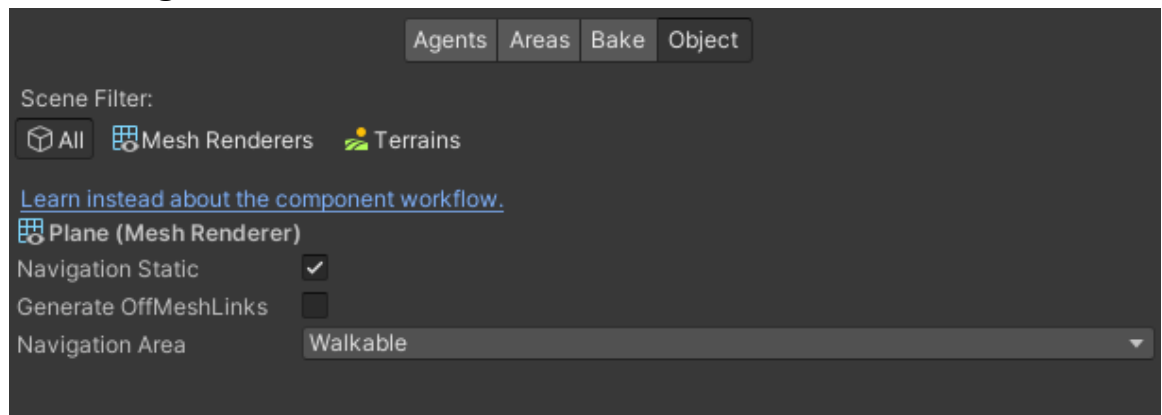 Agents Areas Bake Object
Scene Filter:
All Mesh Renderers Terrains
Learn instead about the component workflow.
Plane (Mesh Renderer)
Navigation Static
Generate OffMeshLinks
Navigation Area Walkable